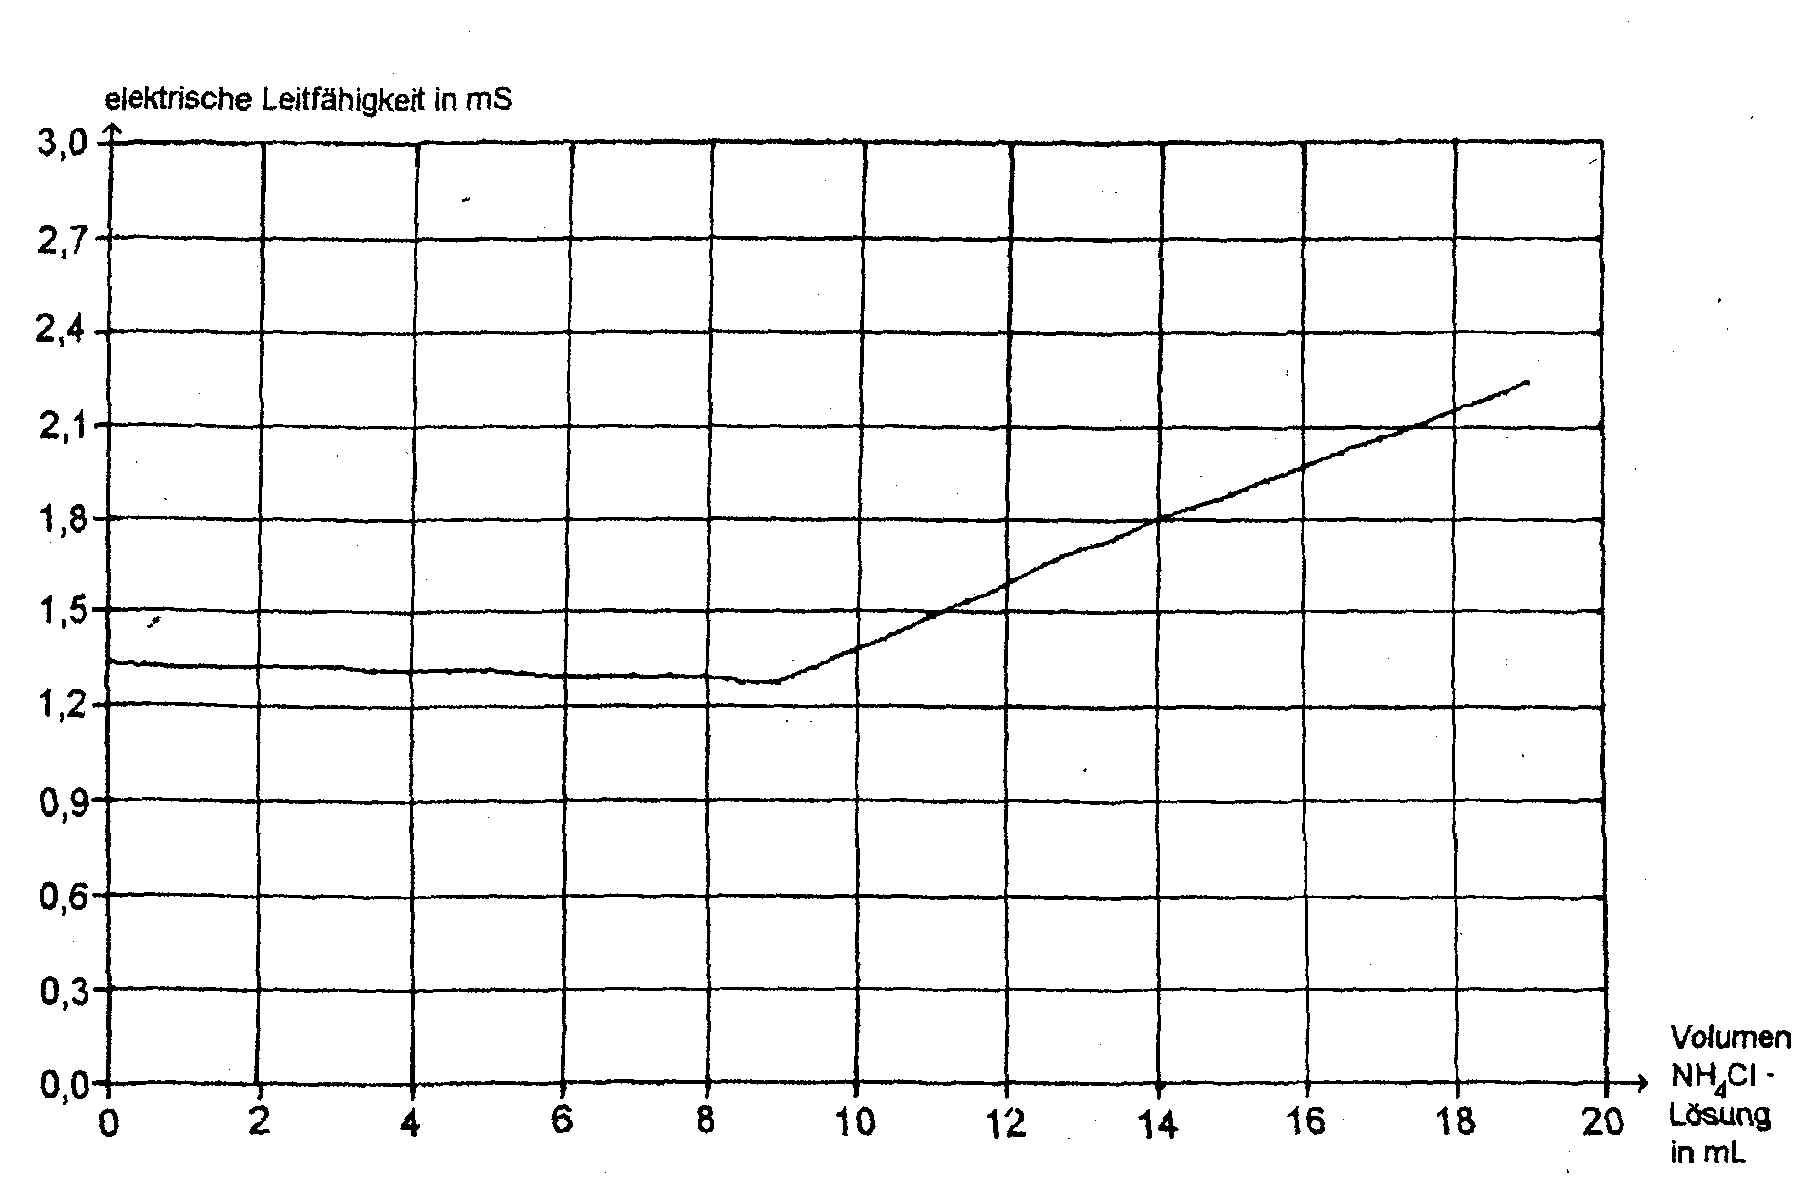 elektrische Leitfähigkeit in mS
3,0
2,7
2,4
2,1
1,8
1,5
1,2
0,9
0,6
0,3
0,0
0 2 4 6 8 10 12 14 16 18 20
Volumen
NH₄Cl -
Lösung
in mL